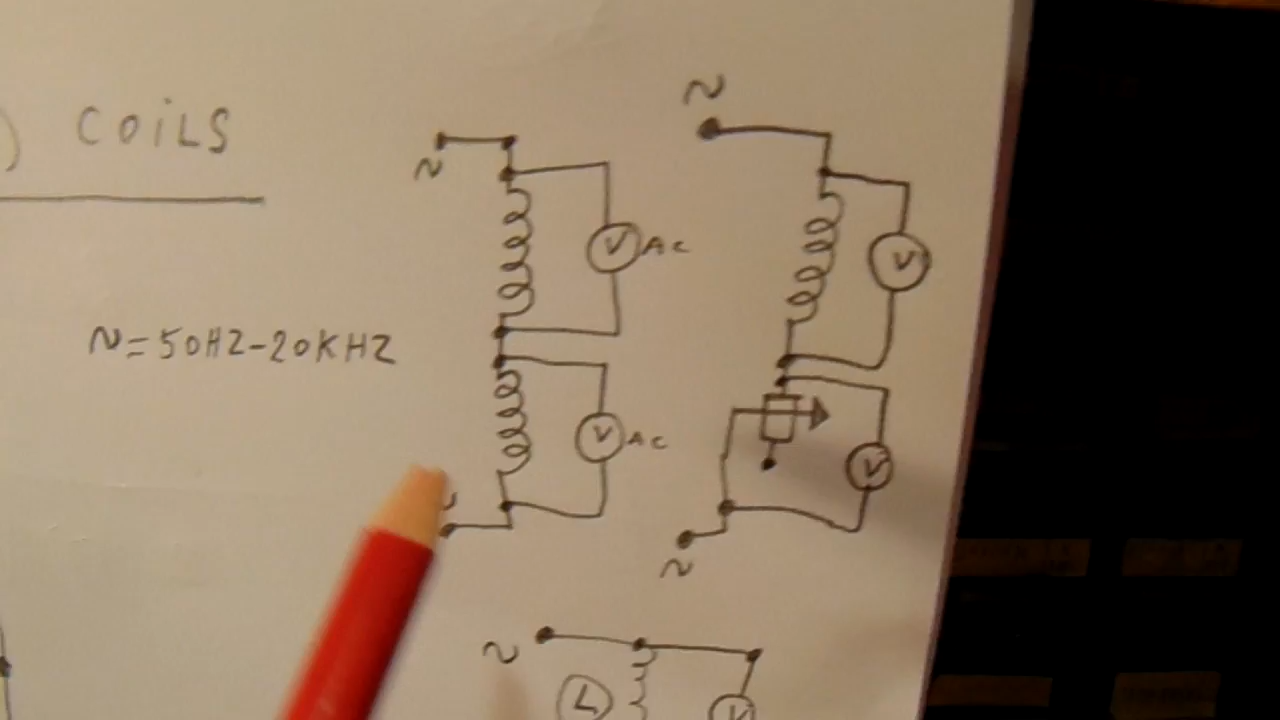 ) COILS
~
~
V AC
V
~=50HZ-20KHZ
V AC
V
~
~
L
V